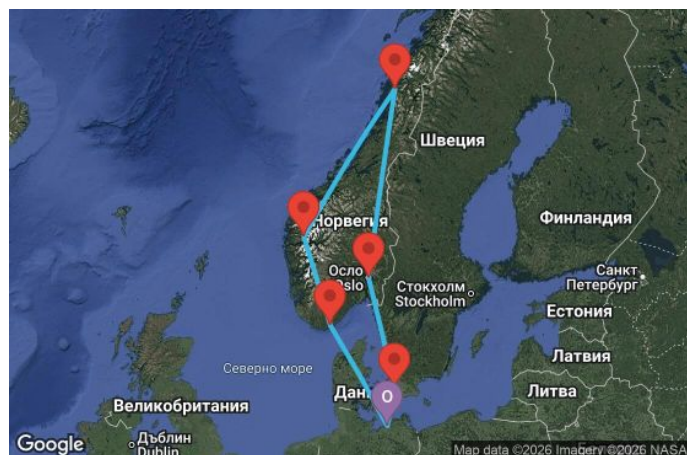 Швеция
Норвегия
Финландия
Осло
Oslo
Санкт
Петербург
Стокхолм
Stockholm
Естония
Латвия
Северно море
Дан
O
Литва
Великобритания
Дъблин
Dublin
Google
Map data ©2026 Imagery ©2026 NASA